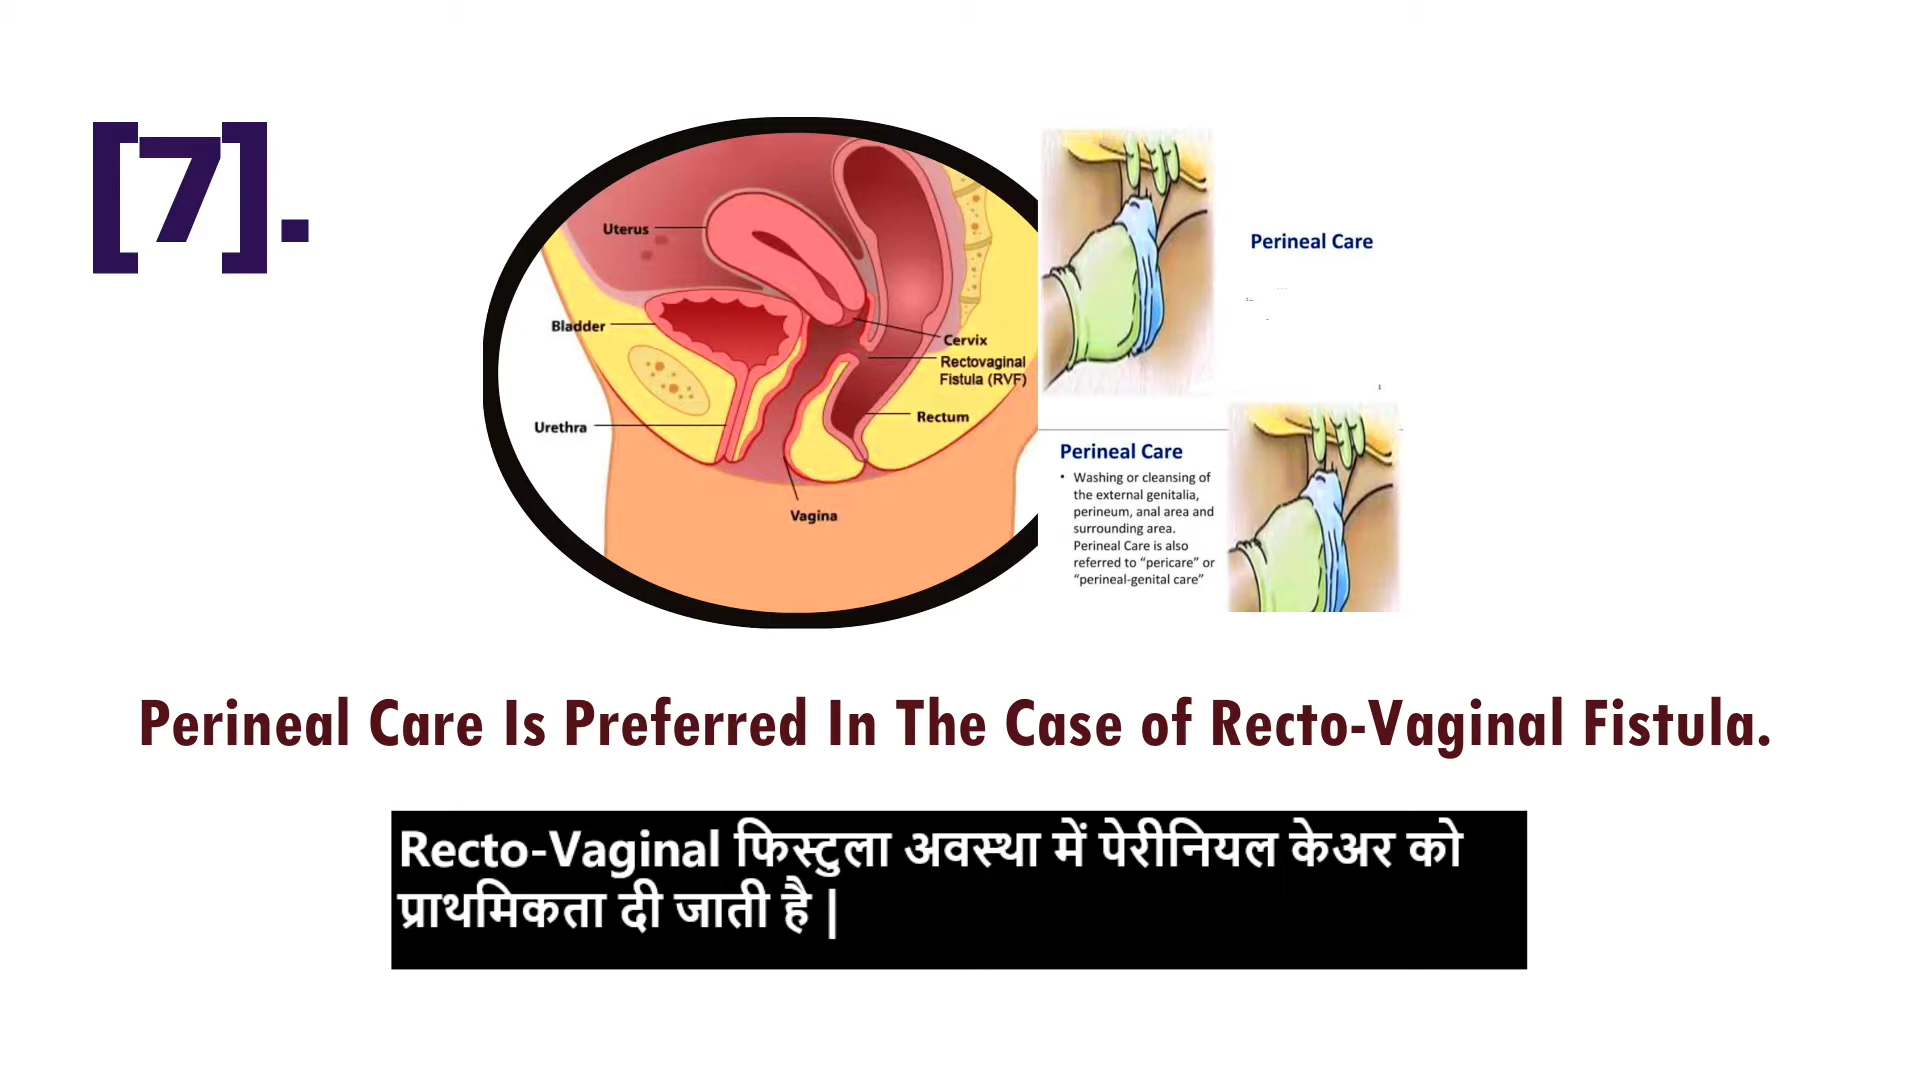 [7].
Uterus
Bladder
Cervix
Rectovaginal
Fistula (RVF)
Rectum
Urethra
Vagina
Perineal Care
Perineal Care
• Washing or cleansing of
the external genitalia,
perineum, anal area and
surrounding area.
Perineal Care is also
referred to “pericare” or
“perineal-genital care”
Perineal Care Is Preferred In The Case of Recto-Vaginal Fistula.
Recto-Vaginal फिस्टुला अवस्था में पेरीनियल केअर को
प्राथमिकता दी जाती है |